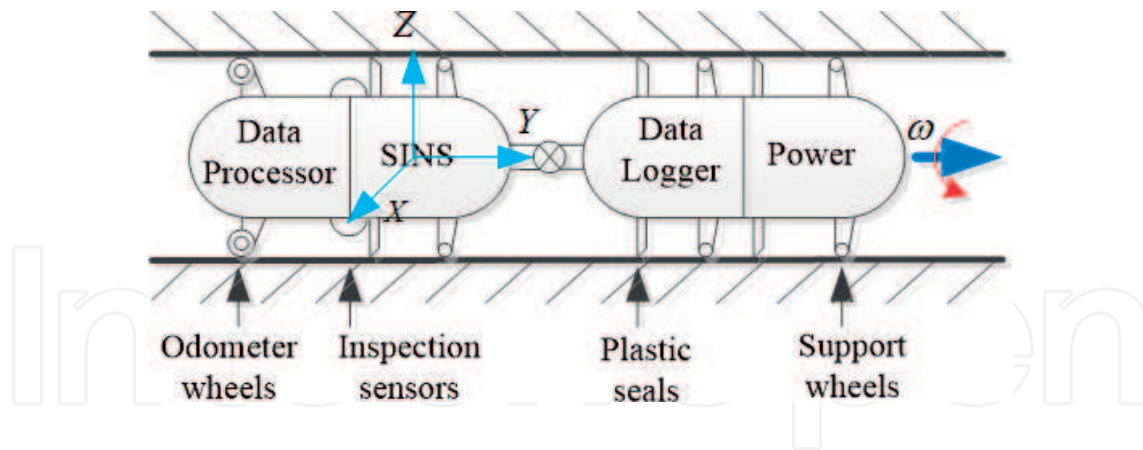 Z
Data
Processor
SINS
Y
X
Data
Logger
Power
ω
Odometer
wheels
Inspection
sensors
Plastic
seals
Support
wheels